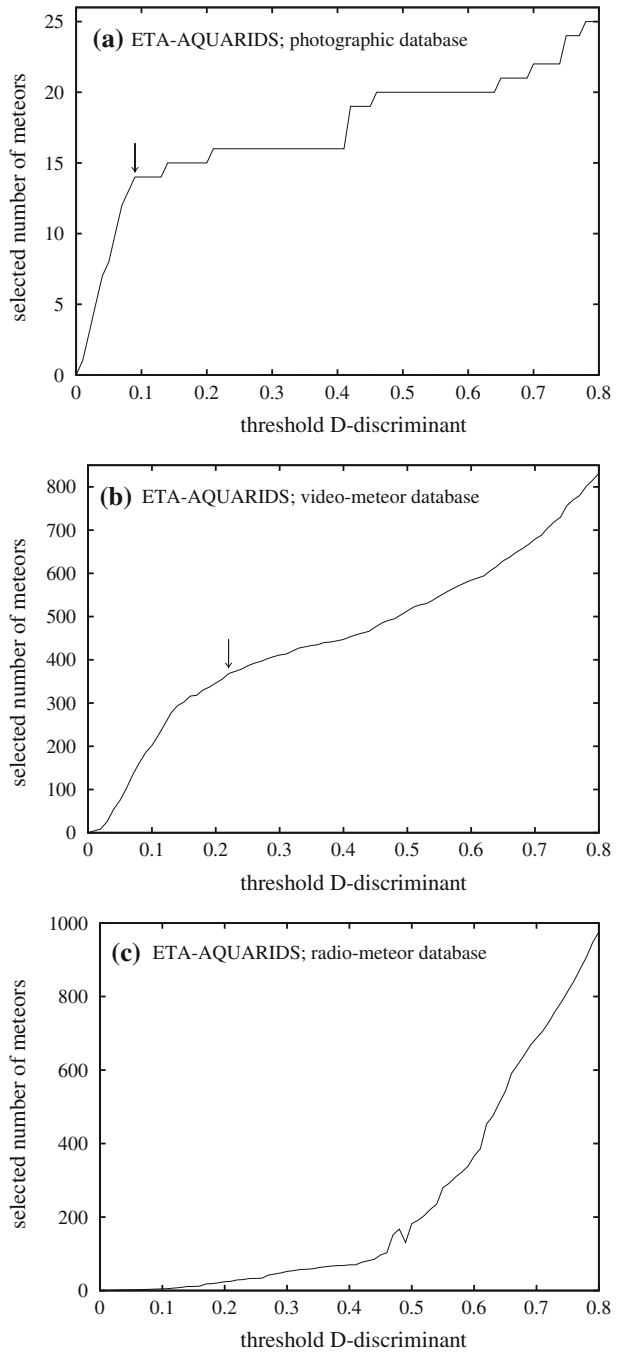 (a) ETA-AQUARIDS; photographic database
selected number of meteors
25
20
15
10
5
0
0 0.1 0.2 0.3 0.4 0.5 0.6 0.7 0.8
threshold D-discriminant
(b) ETA-AQUARIDS; video-meteor database
selected number of meteors
800
700
600
500
400
300
200
100
0
0 0.1 0.2 0.3 0.4 0.5 0.6 0.7 0.8
threshold D-discriminant
(c) ETA-AQUARIDS; radio-meteor database
selected number of meteors
1000
800
600
400
200
0
0 0.1 0.2 0.3 0.4 0.5 0.6 0.7 0.8
threshold D-discriminant